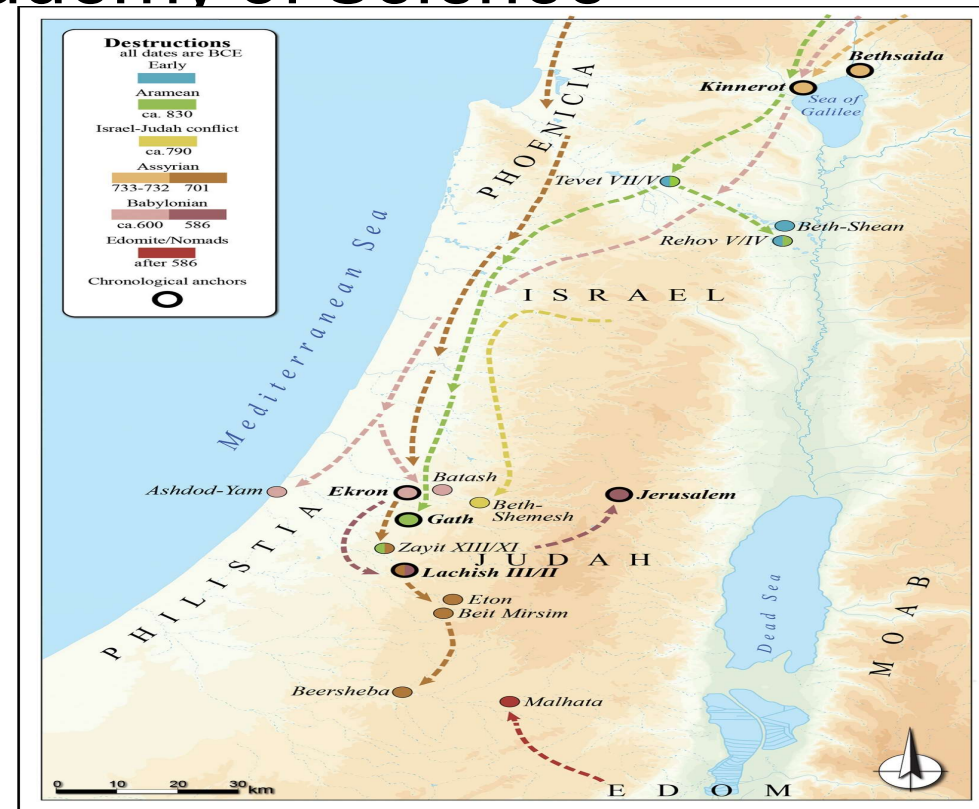 ademy of Science
Destructions
all dates are BCE
Early
Aramean
ca. 830
Israel-Judah conflict
ca.790
Assyrian
733-732 701
Babylonian
ca.600 586
Edomite/Nomads
after 586
Chronological anchors
Bethsaida
Kinnerot
Sea of
Galilee
PHOENICIA
Tevet VII/V
Beth-Shean
Rehov V/IV
ISRAEL
Mediterranean Sea
Ashdod-Yam
Ekron
Batash
Jerusalem
Beth-
Shemesh
Gath
Zayit XIII/XI
JUDAH
Lachish III/II
PHILISTIA
Eton
Beit Mirsim
Dead Sea
MOAB
Beersheba
Malhata
EDOM
0 10 20 30 km